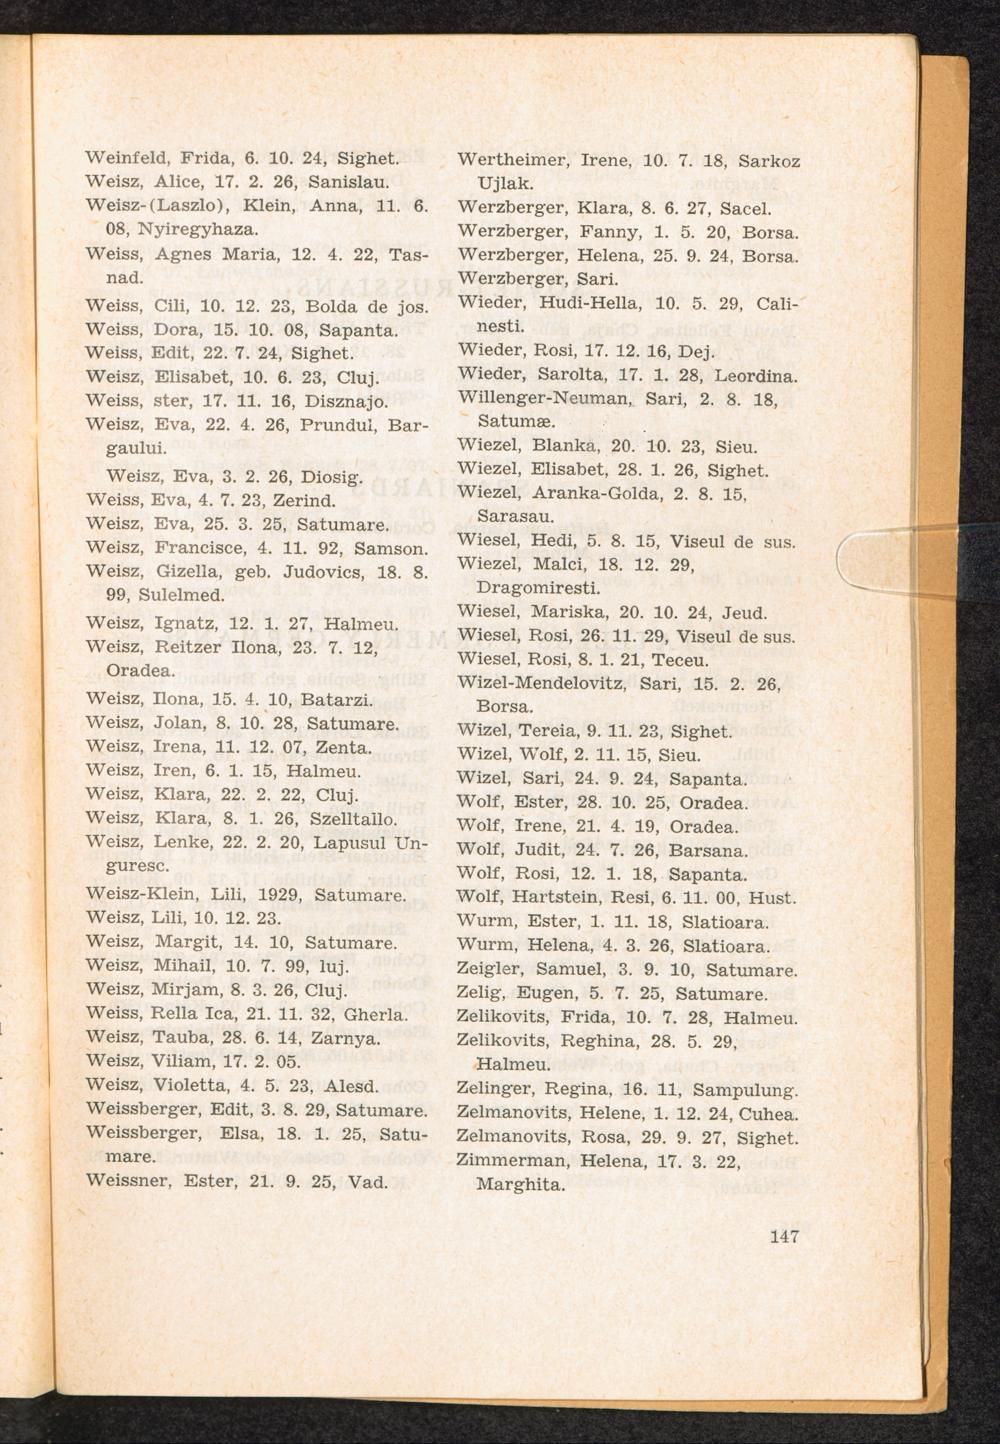 Weinfeld, Frida, 6. 10. 24, Sighet.
Weisz, Alice, 17. 2. 26, Sanislau.
Weisz-(Laszlo), Klein, Anna, 11. 6.
08, Nyiregyhaza.
Weiss, Agnes Maria, 12. 4. 22, Tas-
nad.
Weiss, Cili, 10. 12. 23, Bolda de jos.
Weiss, Dora, 15. 10. 08, Sapanta.
Weiss, Edit, 22. 7. 24, Sighet.
Weisz, Elisabet, 10. 6. 23, Cluj.
Weiss, ster, 17. 11. 16, Disznajo.
Weisz, Eva, 22. 4. 26, Prundul, Bar-
gaului.
Weisz, Eva, 3. 2. 26, Diosig.
Weiss, Eva, 4. 7. 23, Zerind.
Weisz, Eva, 25. 3. 25, Satumare.
Weisz, Francisce, 4. 11. 92, Samson.
Weisz, Gizella, geb. Judovics, 18. 8.
99, Sulelmed.
Weisz, Ignatz, 12. 1. 27, Halmeu.
Weisz, Reitzer Ilona, 23. 7. 12,
Oradea.
Weisz, Ilona, 15. 4. 10, Batarzi.
Weisz, Jolan, 8. 10. 28, Satumare.
Weisz, Irena, 11. 12. 07, Zenta.
Weisz, Iren, 6. 1. 15, Halmeu.
Weisz, Klara, 22. 2. 22, Cluj.
Weisz, Klara, 8. 1. 26, Szelltallo.
Weisz, Lenke, 22. 2. 20, Lapusul Un-
guresc.
Weisz-Klein, Lili, 1929, Satumare.
Weisz, Lili, 10. 12. 23.
Weisz, Margit, 14. 10, Satumare.
Weisz, Mihail, 10. 7. 99, luj.
Weisz, Mirjam, 8. 3. 26, Cluj.
Weiss, Rella Ica, 21. 11. 32, Gherla.
Weisz, Tauba, 28. 6. 14, Zarnya.
Weisz, Viliam, 17. 2. 05.
Weisz, Violetta, 4. 5. 23, Alesd.
Weissberger, Edit, 3. 8. 29, Satumare.
Weissberger, Elsa, 18. 1. 25, Satu-
mare.
Weissner, Ester, 21. 9. 25, Vad.
Wertheimer, Irene, 10. 7. 18, Sarkoz
Ujlak.
Werzberger, Klara, 8. 6. 27, Sacel.
Werzberger, Fanny, 1. 5. 20, Borsa.
Werzberger, Helena, 25. 9. 24, Borsa.
Werzberger, Sari.
Wieder, Hudi-Hella, 10. 5. 29, Cali-
nesti.
Wieder, Rosi, 17. 12. 16, Dej.
Wieder, Sarolta, 17. 1. 28, Leordina.
Willenger-Neuman, Sari, 2. 8. 18,
Satumæ.
Wiezel, Blanka, 20. 10. 23, Sieu.
Wiezel, Elisabet, 28. 1. 26, Sighet.
Wiezel, Aranka-Golda, 2. 8. 15,
Sarasau.
Wiesel, Hedi, 5. 8. 15, Viseul de sus.
Wiezel, Malci, 18. 12. 29,
Dragomiresti.
Wiesel, Mariska, 20. 10. 24, Jeud.
Wiesel, Rosi, 26. 11. 29, Viseul de sus.
Wiesel, Rosi, 8. 1. 21, Teceu.
Wizel-Mendelovitz, Sari, 15. 2. 26,
Borsa.
Wizel, Tereia, 9. 11. 23, Sighet.
Wizel, Wolf, 2. 11. 15, Sieu.
Wizel, Sari, 24. 9. 24, Sapanta.
Wolf, Ester, 28. 10. 25, Oradea.
Wolf, Irene, 21. 4. 19, Oradea.
Wolf, Judit, 24. 7. 26, Barsana.
Wolf, Rosi, 12. 1. 18, Sapanta.
Wolf, Hartstein, Resi, 6. 11. 00, Hust.
Wurm, Ester, 1. 11. 18, Slatioara.
Wurm, Helena, 4. 3. 26, Slatioara.
Zeigler, Samuel, 3. 9. 10, Satumare.
Zelig, Eugen, 5. 7. 25, Satumare.
Zelikovits, Frida, 10. 7. 28, Halmeu.
Zelikovits, Reghina, 28. 5. 29,
Halmeu.
Zelinger, Regina, 16. 11, Sampulung.
Zelmanovits, Helene, 1. 12. 24, Cuhea.
Zelmanovits, Rosa, 29. 9. 27, Sighet.
Zimmerman, Helena, 17. 3. 22,
Marghita.
147